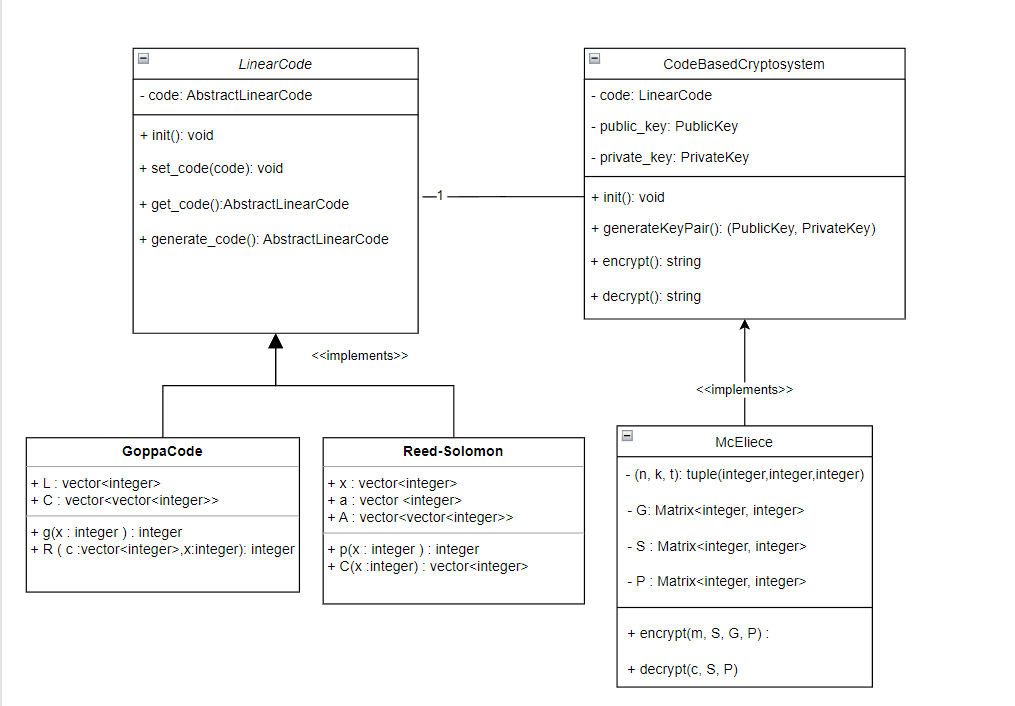 LinearCode
- code: AbstractLinearCode
+ init(): void
+ set_code(code): void
+ get_code():AbstractLinearCode
+ generate_code(): AbstractLinearCode
1
CodeBasedCryptosystem
- code: LinearCode
- public_key: PublicKey
- private_key: PrivateKey
+ init(): void
+ generateKeyPair(): (PublicKey, PrivateKey)
+ encrypt(): string
+ decrypt(): string
<<implements>>
<<implements>>
GoppaCode
+ L : vector<integer>
+ C : vector<vector<integer>>
+ g(x : integer ) : integer
+ R ( c :vector<integer>,x:integer): integer
Reed-Solomon
+ x : vector<integer>
+ a : vector <integer>
+ A : vector<vector<integer>>
+ p(x : integer ) : integer
+ C(x :integer) : vector<integer>
McEliece
- (n, k, t): tuple(integer,integer,integer)
- G: Matrix<integer, integer>
- S : Matrix<integer, integer>
- P : Matrix<integer, integer>
+ encrypt(m, S, G, P) :
+ decrypt(c, S, P)